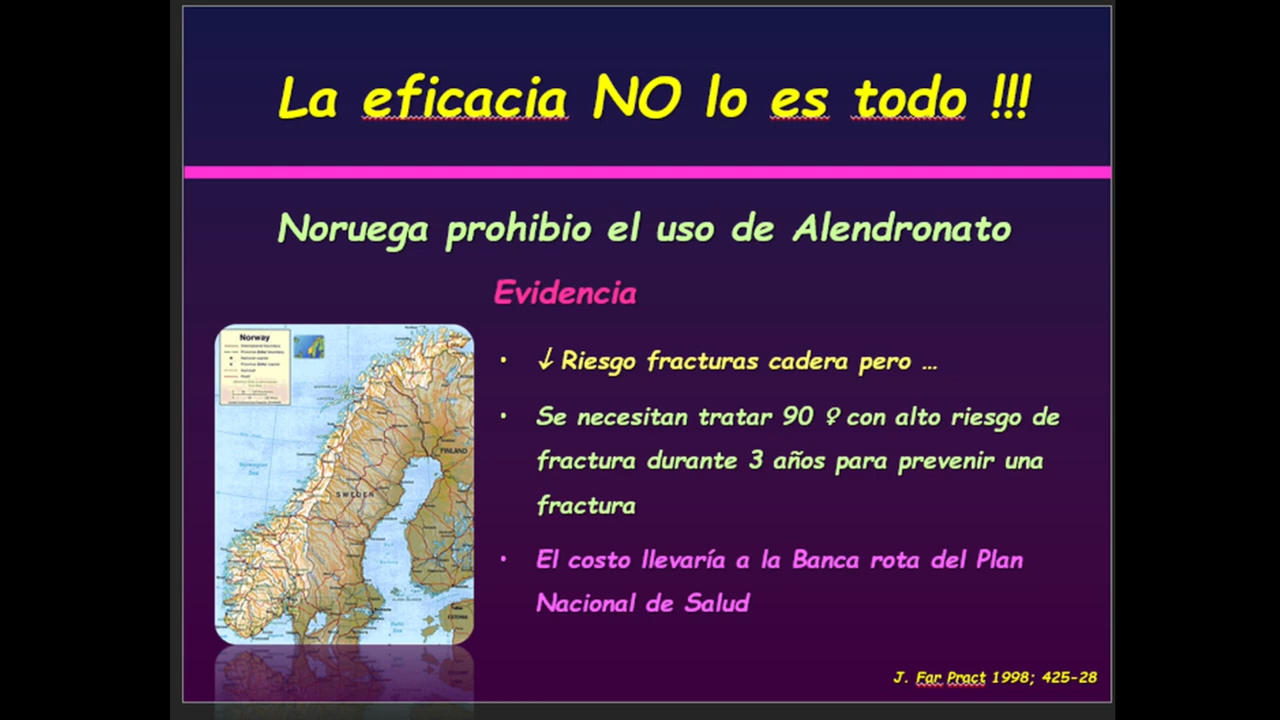 La eficacia NO lo es todo !!!
Noruega prohibio el uso de Alendronato
Evidencia
Norway
FINLAND
SWEDEN
ESTONIA
• ↓ Riesgo fracturas cadera pero ...
• Se necesitan tratar 90 ♀ con alto riesgo de
fractura durante 3 años para prevenir una
fractura
• El costo llevaría a la Banca rota del Plan
Nacional de Salud
J. Far Pract 1998; 425-28